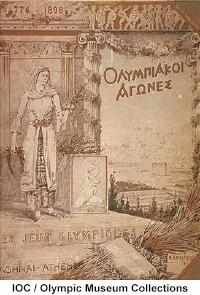 776 1896
ΟΛΥΜΠΙΑΚΟΙ
ΑΓΩΝΕΣ
JEUX OLYMPIQUES
ΑΘΗΝΑΙ-ATHENES
IOC / Olympic Museum Collections